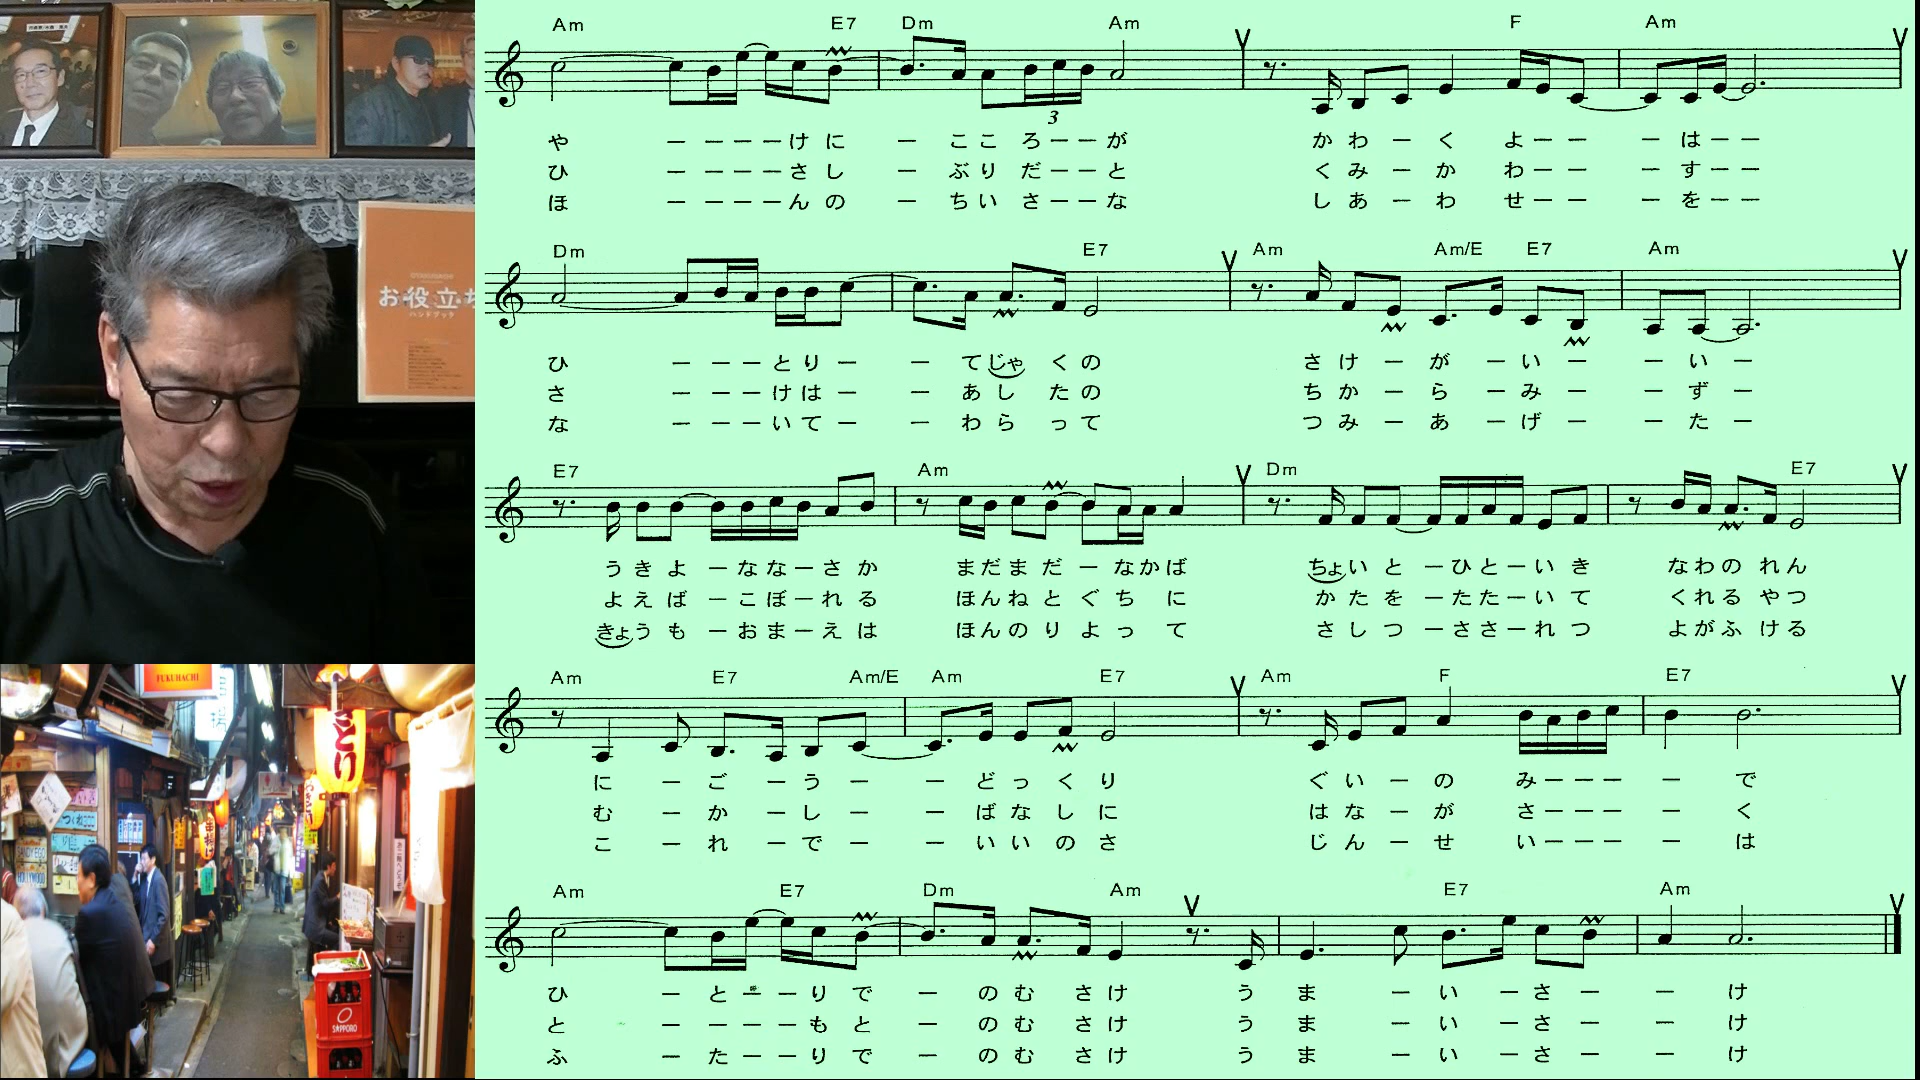 お役立ち
ハンドブック
FUKUHACHI
とり
SAPPORO
Am E7 Dm Am F Am
3
や ー ー ー ー け に ー こ こ ろ ー ー が か わ ー く よ ー ー ー は ー ー
ひ ー ー ー ー さ し ー ぶ り だ ー ー と く み ー か わ ー ー ー す ー ー
ほ ー ー ー ー ん の ー ち い さ ー ー な し あ ー わ せ ー ー ー を ー ー
Dm E7 Am Am/E E7 Am
ひ ー ー ー と り ー ー て じゃ く の さ け ー が ー い ー ー い ー
さ ー ー ー け は ー ー あ し た の ち か ー ら ー み ー ー ず ー
な ー ー ー い て ー ー わ ら っ て つ み ー あ ー げ ー ー た ー
E7 Am Dm E7
う き よ ー な な ー さ か ま だ ま だ ー な か ば ちょ い と ー ひ と ー い き な わ の れ ん
よ え ば ー こ ぼ ー れ る ほ ん ね と ぐ ち に か た を ー た た ー い て く れ る や つ
きょ う も ー お ま ー え は ほ ん の り よ っ て さ し つ ー さ さ ー れ つ よ が ふ け る
Am E7 Am/E Am E7 Am F E7
に ー ご ー う ー ー ど っ く り ぐ い ー の み ー ー ー ー で
む ー か ー し ー ー ば な し に は な ー が さ ー ー ー ー く
こ ー れ ー で ー ー い い の さ じ ん ー せ い ー ー ー ー は
Am E7 Dm Am E7 Am
ひ ー と ー ー り で ー の む さ け う ま ー い ー さ ー ー け
と ー ー ー ー も と ー の む さ け う ま ー い ー さ ー ー け
ふ ー た ー ー り で ー の む さ け う ま ー い ー さ ー ー け